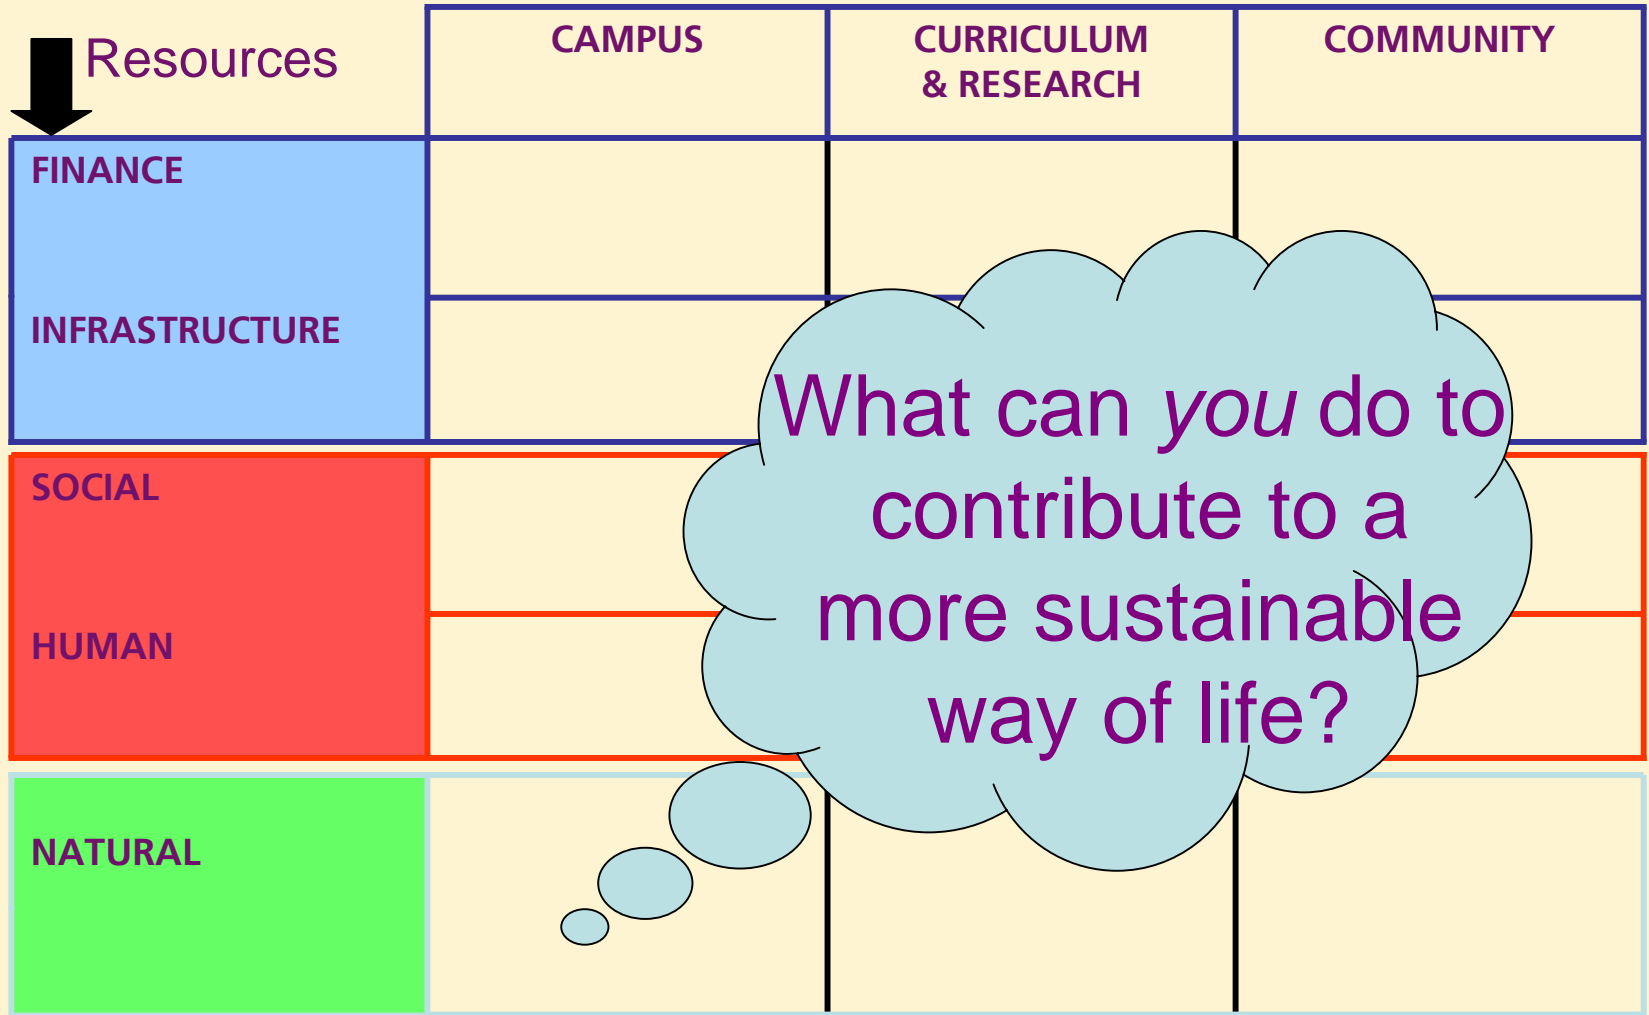 Resources
CAMPUS
CURRICULUM
& RESEARCH
COMMUNITY
FINANCE
INFRASTRUCTURE
SOCIAL
HUMAN
NATURAL
What can you do to
contribute to a
more sustainable
way of life?